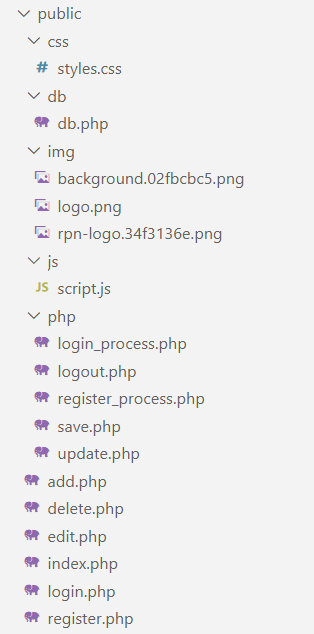 public
css
# styles.css
db
db.php
img
background.02fbcbc5.png
logo.png
rpn-logo.34f3136e.png
js
JS script.js
php
login_process.php
logout.php
register_process.php
save.php
update.php
add.php
delete.php
edit.php
index.php
login.php
register.php